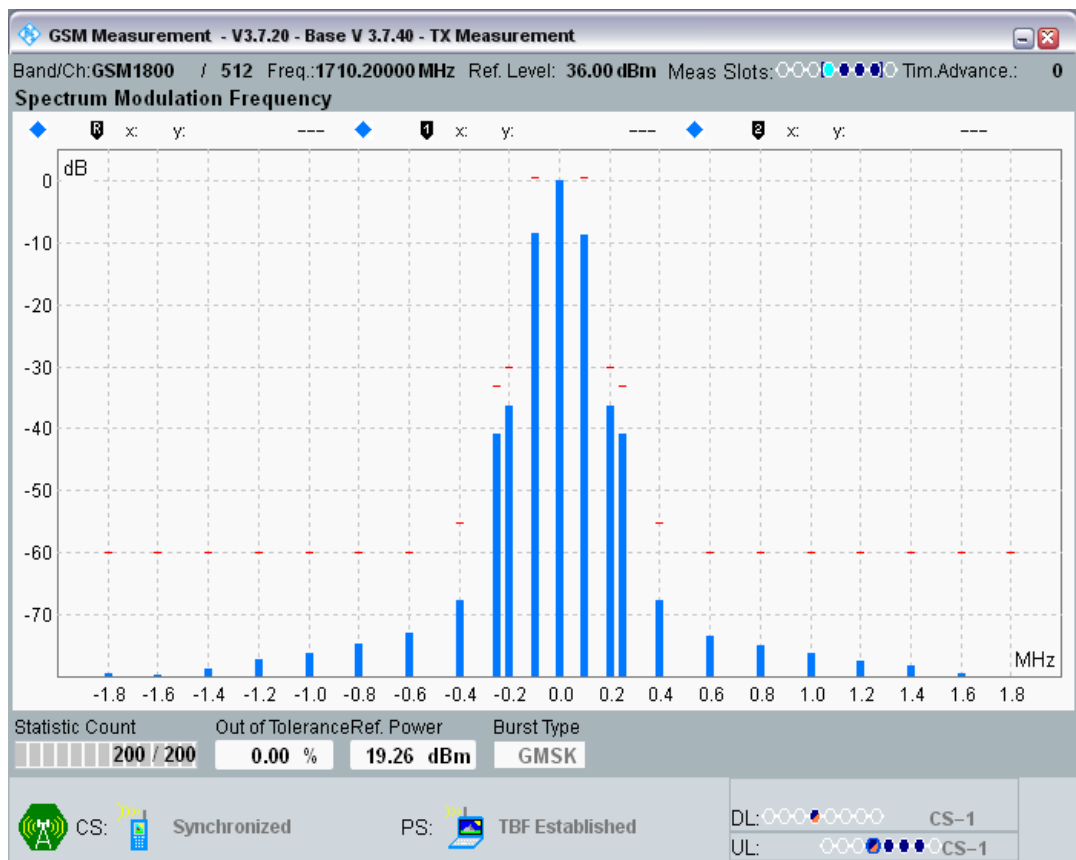 GSM Measurement - V3.7.20 - Base V 3.7.40 - TX Measurement
Band/Ch:GSM1800 / 512 Freq.:1710.20000 MHz Ref. Level: 36.00 dBm Meas Slots: Tim.Advance.: 0
Spectrum Modulation Frequency
R x: y: --- 1 x: y: --- 2 x: y: ---
dB
0
-10
-20
-30
-40
-50
-60
-70
MHz
-1.8 -1.6 -1.4 -1.2 -1.0 -0.8 -0.6 -0.4 -0.2 0.0 0.2 0.4 0.6 0.8 1.0 1.2 1.4 1.6 1.8
Statistic Count Out of Tolerance Ref. Power Burst Type
200 / 200 0.00 % 19.26 dBm GMSK
CS: Synchronized PS: TBF Established DL: CS-1
UL: CS-1